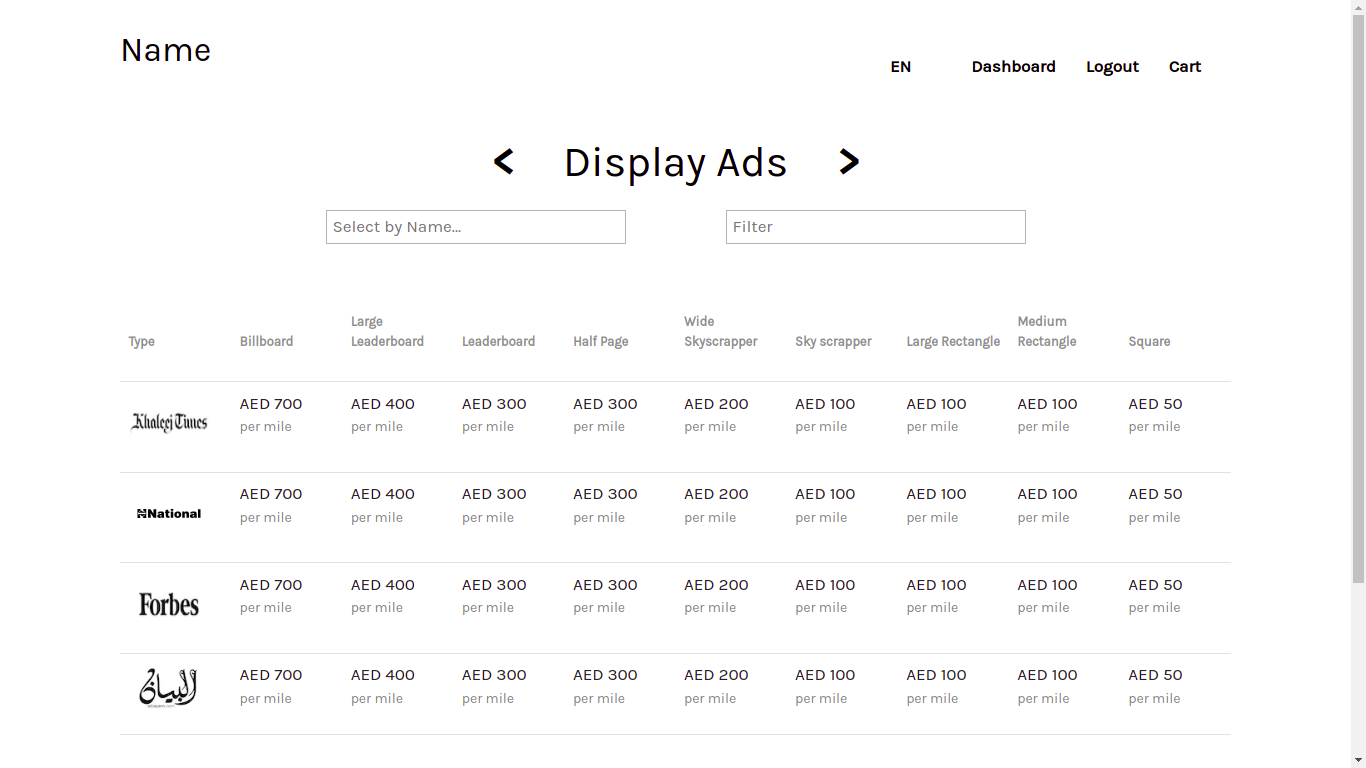 Name
EN Dashboard Logout Cart
< Display Ads >
Select by Name... Filter
Type Billboard Large Leaderboard Leaderboard Half Page Wide Skyscrapper Sky scrapper Large Rectangle Medium Rectangle Square
Khaleej Times AED 700 AED 400 AED 300 AED 300 AED 200 AED 100 AED 100 AED 100 AED 50
per mile per mile per mile per mile per mile per mile per mile per mile per mile
National AED 700 AED 400 AED 300 AED 300 AED 200 AED 100 AED 100 AED 100 AED 50
per mile per mile per mile per mile per mile per mile per mile per mile per mile
Forbes AED 700 AED 400 AED 300 AED 300 AED 200 AED 100 AED 100 AED 100 AED 50
per mile per mile per mile per mile per mile per mile per mile per mile per mile
البيان AED 700 AED 400 AED 300 AED 300 AED 200 AED 100 AED 100 AED 100 AED 50
per mile per mile per mile per mile per mile per mile per mile per mile per mile